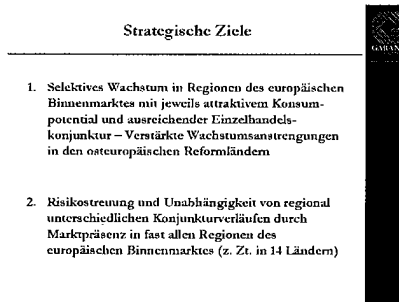 Strategische Ziele
GARAN
1. Selektives Wachstum in Regionen des europäischen
Binnenmarktes mit jeweils attraktivem Konsum-
potential und ausreichender Einzelhandels-
konjunktur – Verstärkte Wachstumsanstrengungen
in den osteuropäischen Reformländern
2. Risikostreuung und Unabhängigkeit von regional
unterschiedlichen Konjunkturverläufen durch
Marktpräsenz in fast allen Regionen des
europäischen Binnenmarktes (z. Zt. in 14 Ländern)